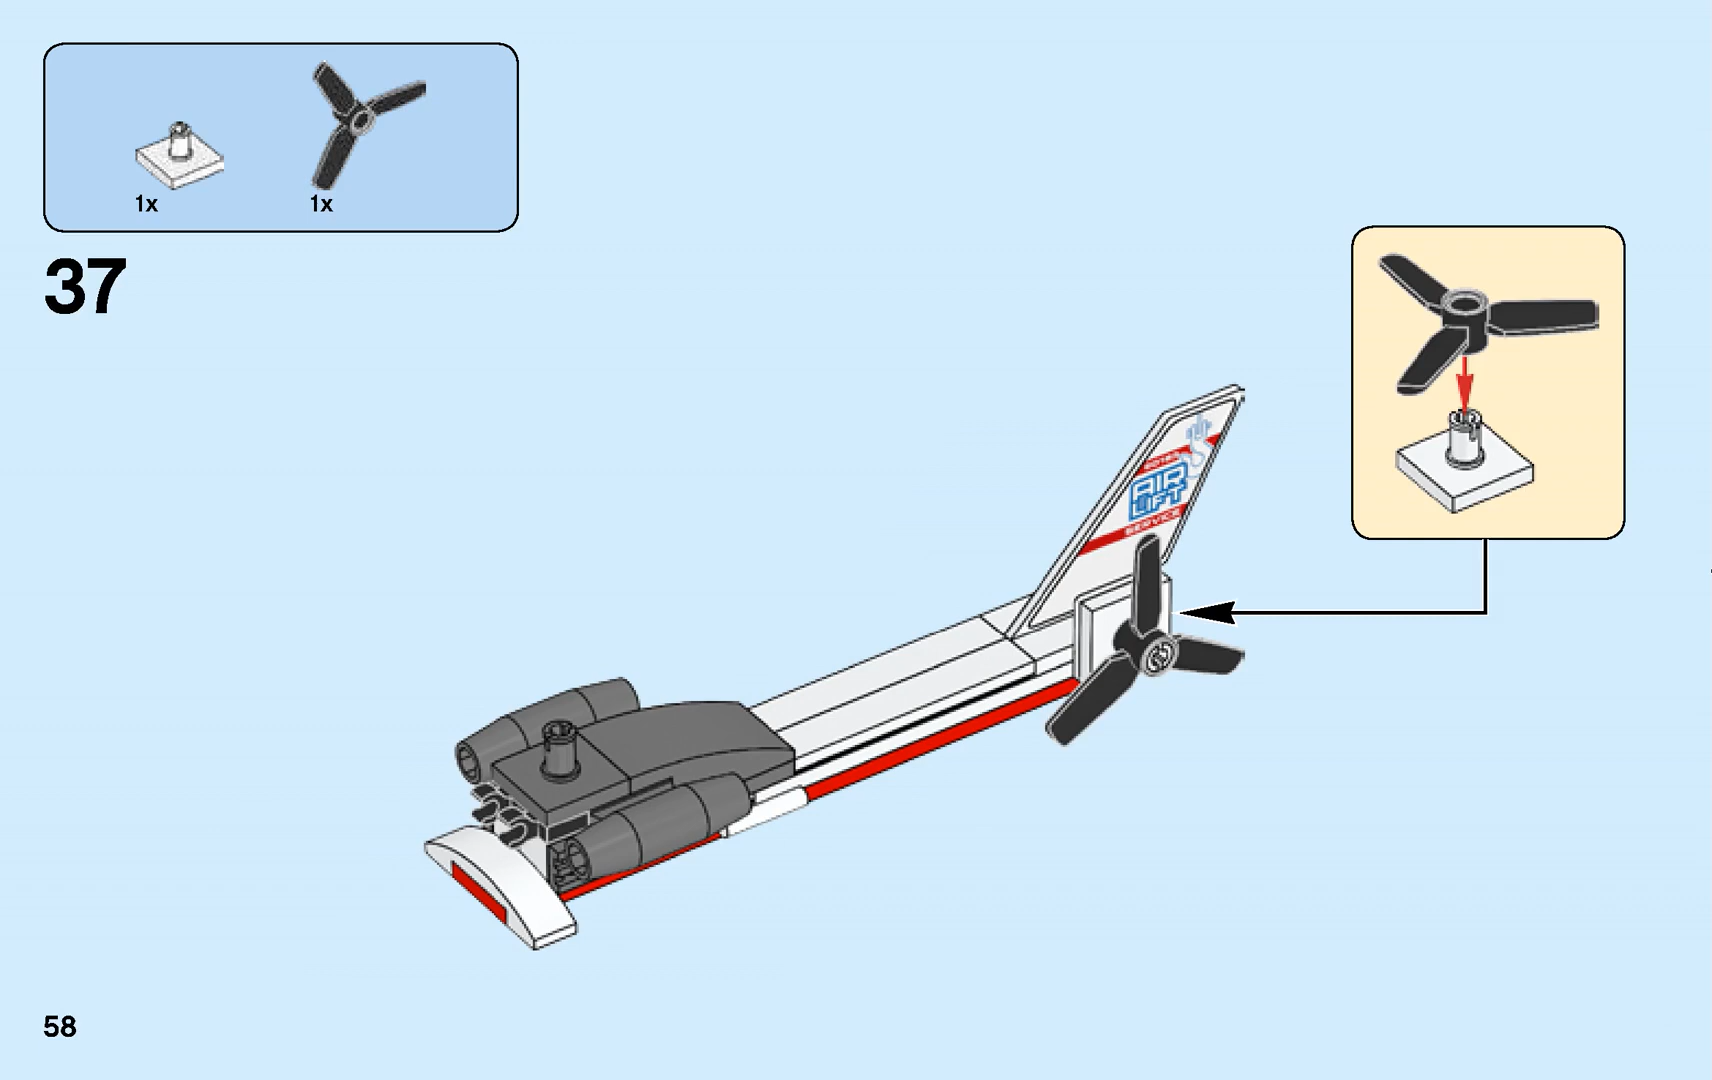 1x
1x
37
AIR
LIFT
SERVICE
58